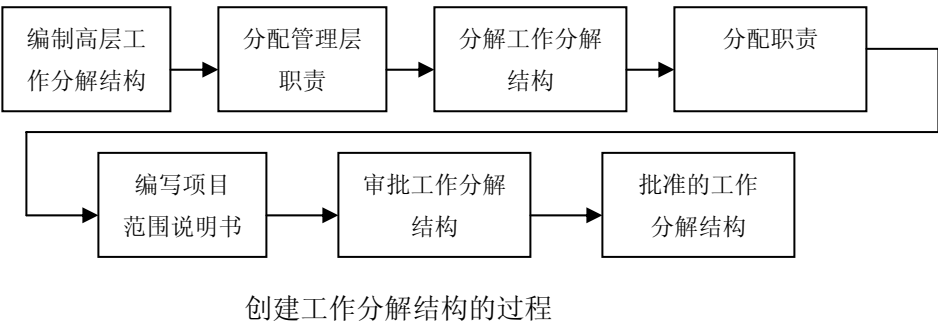 编制高层工
作分解结构
分配管理层
职责
分解工作分解
结构
分配职责
编写项目
范围说明书
审批工作分解
结构
批准的工作
分解结构
创建工作分解结构的过程